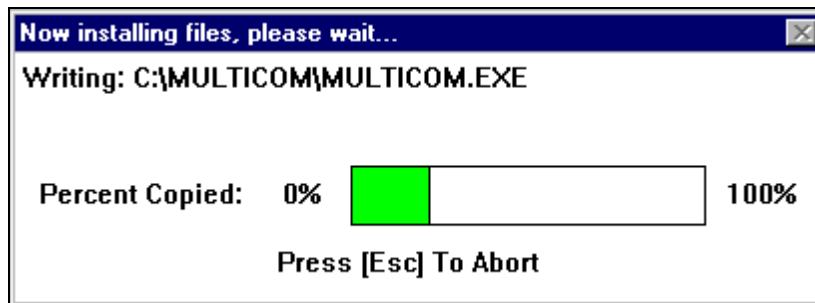 Now installing files, please wait...
Writing: C:\MULTICOM\MULTICOM.EXE
Percent Copied: 0% 100%
Press [Esc] To Abort